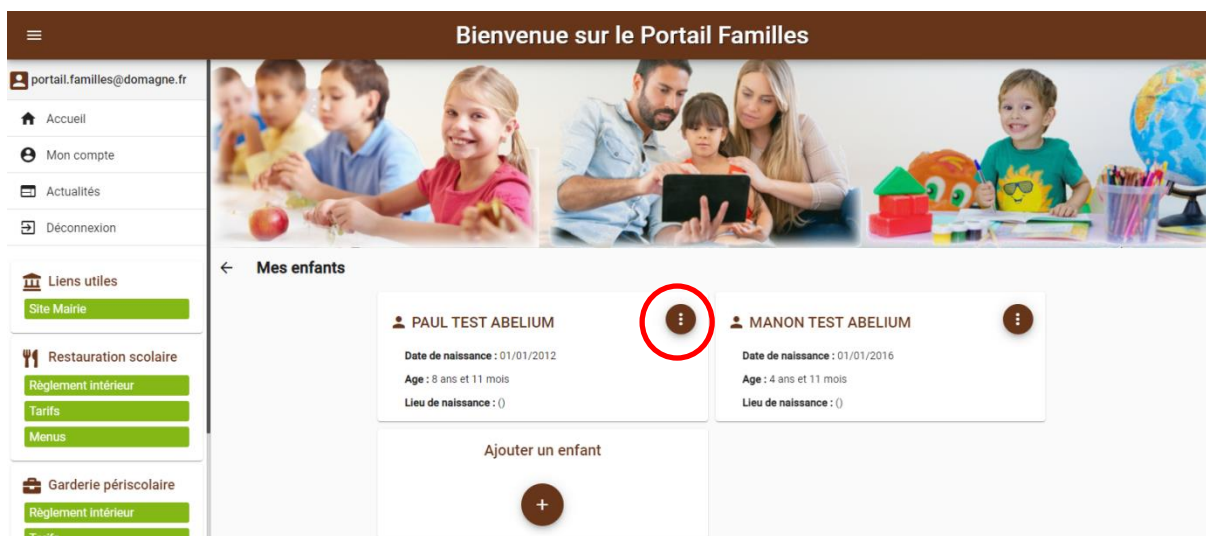 Bienvenue sur le Portail Familles
portail.familles@domagne.fr
Accueil
Mon compte
Actualités
Déconnexion
Liens utiles
Site Mairie
Restauration scolaire
Règlement intérieur
Tarifs
Menus
Garderie périscolaire
Règlement intérieur
Tarifs
Mes enfants
PAUL TEST ABELIUM
Date de naissance : 01/01/2012
Age : 8 ans et 11 mois
Lieu de naissance : ()
MANON TEST ABELIUM
Date de naissance : 01/01/2016
Age : 4 ans et 11 mois
Lieu de naissance : ()
Ajouter un enfant